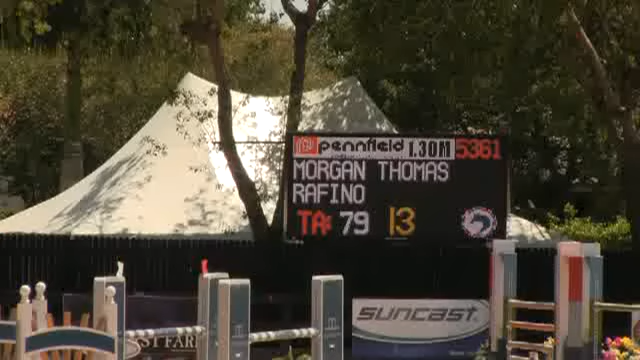 pennfield 1.30M 5361
MORGAN THOMAS
RAFINO
TA: 79 13
SUNCAST